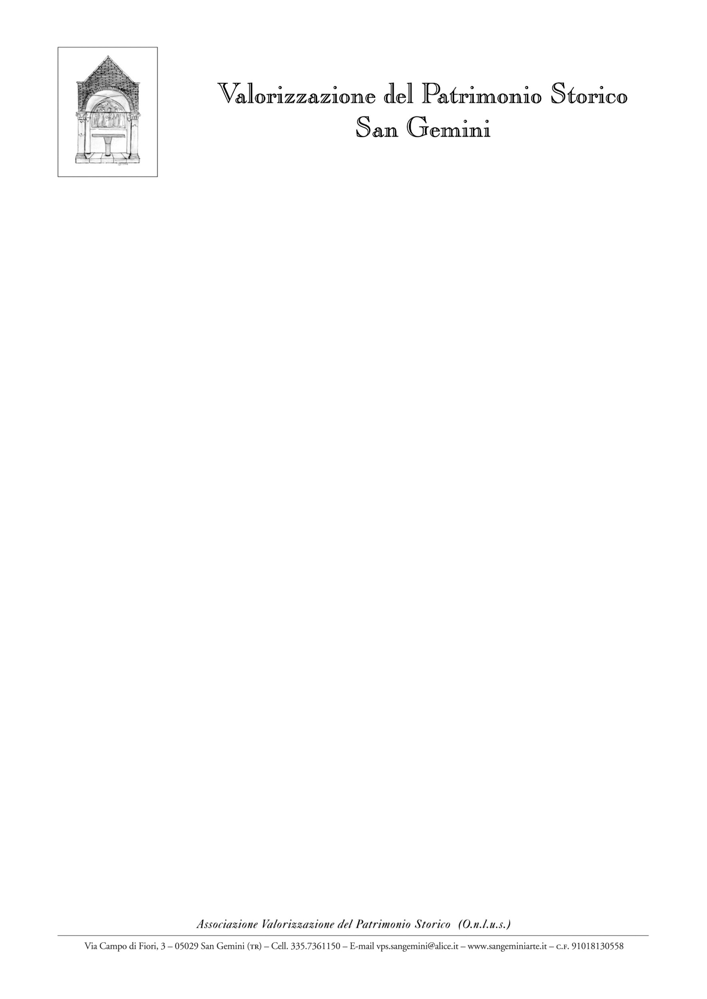 Valorizzazione del Patrimonio Storico
San Gemini
Associazione Valorizzazione del Patrimonio Storico (O.n.l.u.s.)
Via Campo di Fiori, 3 – 05029 San Gemini (TR) – Cell. 335.7361150 – E-mail vps.sangemini@alice.it – www.sangeminiarte.it – C.F. 91018130558